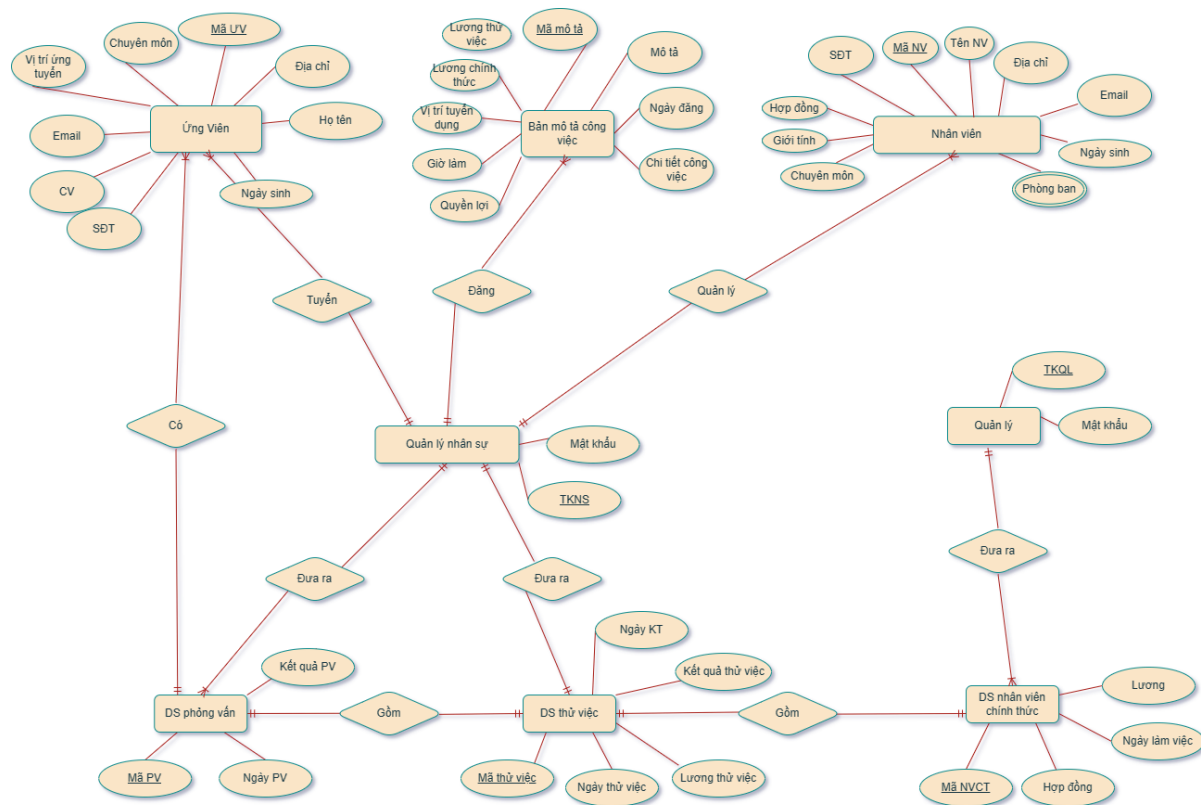 Mã ƯV
Chuyên môn
Vị trí ứng
tuyển
Địa chỉ
Họ tên
Ứng Viên
Email
CV
SĐT
Ngày sinh
Lương thử
việc
Mã mô tả
Mô tả
Lương chính
thức
Vị trí tuyển
dụng
Ngày đăng
Bản mô tả công
việc
Giờ làm
Chi tiết công
việc
Quyền lợi
SĐT
Mã NV
Tên NV
Địa chỉ
Email
Hợp đồng
Nhân viên
Giới tính
Ngày sinh
Chuyên môn
Phòng ban
Tuyển
Đăng
Quản lý
TKQL
Có
Quản lý nhân sự
Mật khẩu
TKNS
Quản lý
Mật khẩu
Đưa ra
Đưa ra
Đưa ra
Kết quả PV
DS phỏng vấn
Mã PV
Ngày PV
Gồm
Ngày KT
Kết quả thử việc
DS thử việc
Mã thử việc
Ngày thử việc
Lương thử việc
Gồm
DS nhân viên
chính thức
Lương
Ngày làm việc
Mã NVCT
Hợp đồng